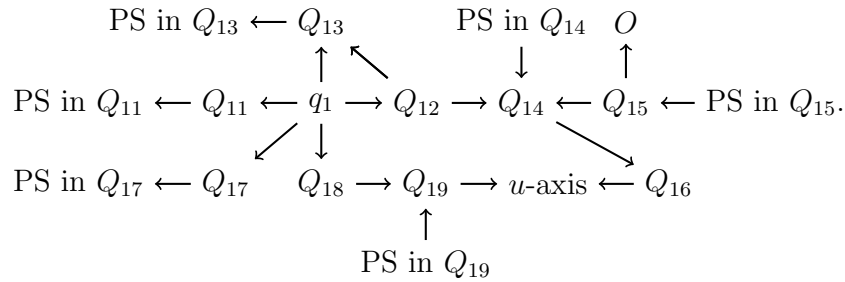 PS in Q₁₃ ← Q₁₃ PS in Q₁₄ O
PS in Q₁₁ ← Q₁₁ ← q₁ → Q₁₂ → Q₁₄ ← Q₁₅ ← PS in Q₁₅.
PS in Q₁₇ ← Q₁₇ Q₁₈ → Q₁₉ → u-axis ← Q₁₆
PS in Q₁₉